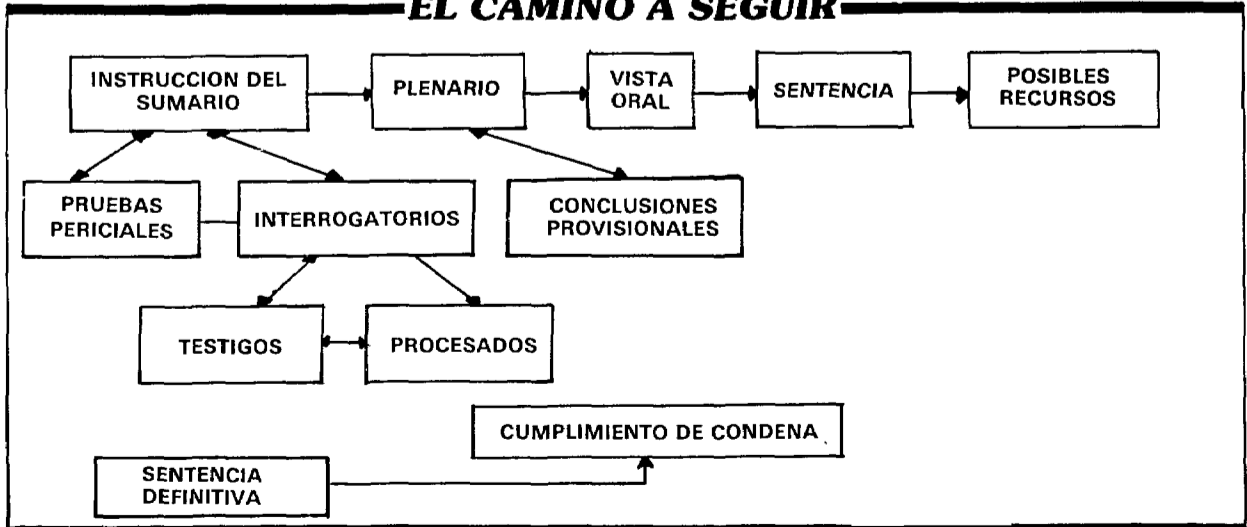 EL CAMINO A SEGUIR
INSTRUCCION DEL
SUMARIO
PLENARIO
VISTA
ORAL
SENTENCIA
POSIBLES
RECURSOS
PRUEBAS
PERICIALES
INTERROGATORIOS
CONCLUSIONES
PROVISIONALES
TESTIGOS
PROCESADOS
CUMPLIMIENTO DE CONDENA
SENTENCIA
DEFINITIVA